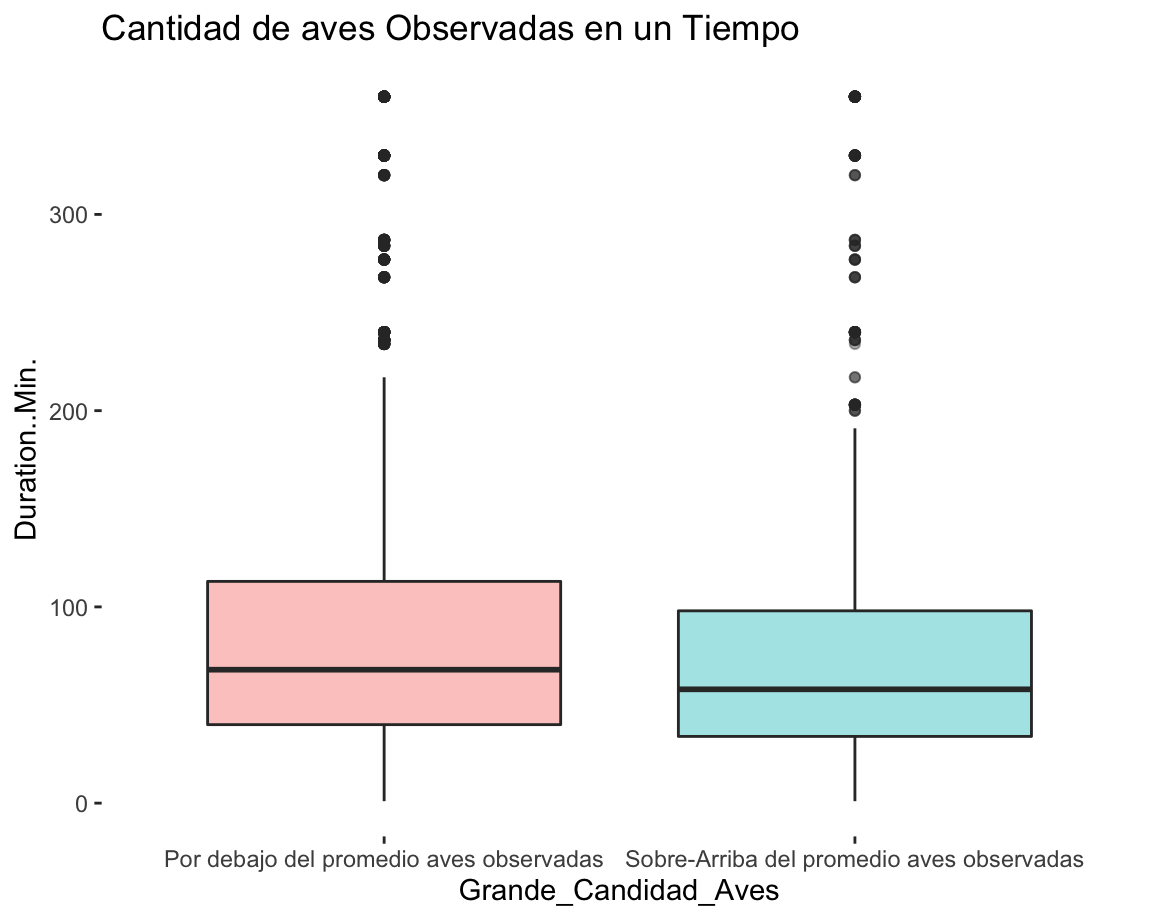 Cantidad de aves Observadas en un Tiempo
300
200
100
0
Duration..Min.
Por debajo del promedio aves observadas
Sobre-Arriba del promedio aves observadas
Grande_Candidad_Aves